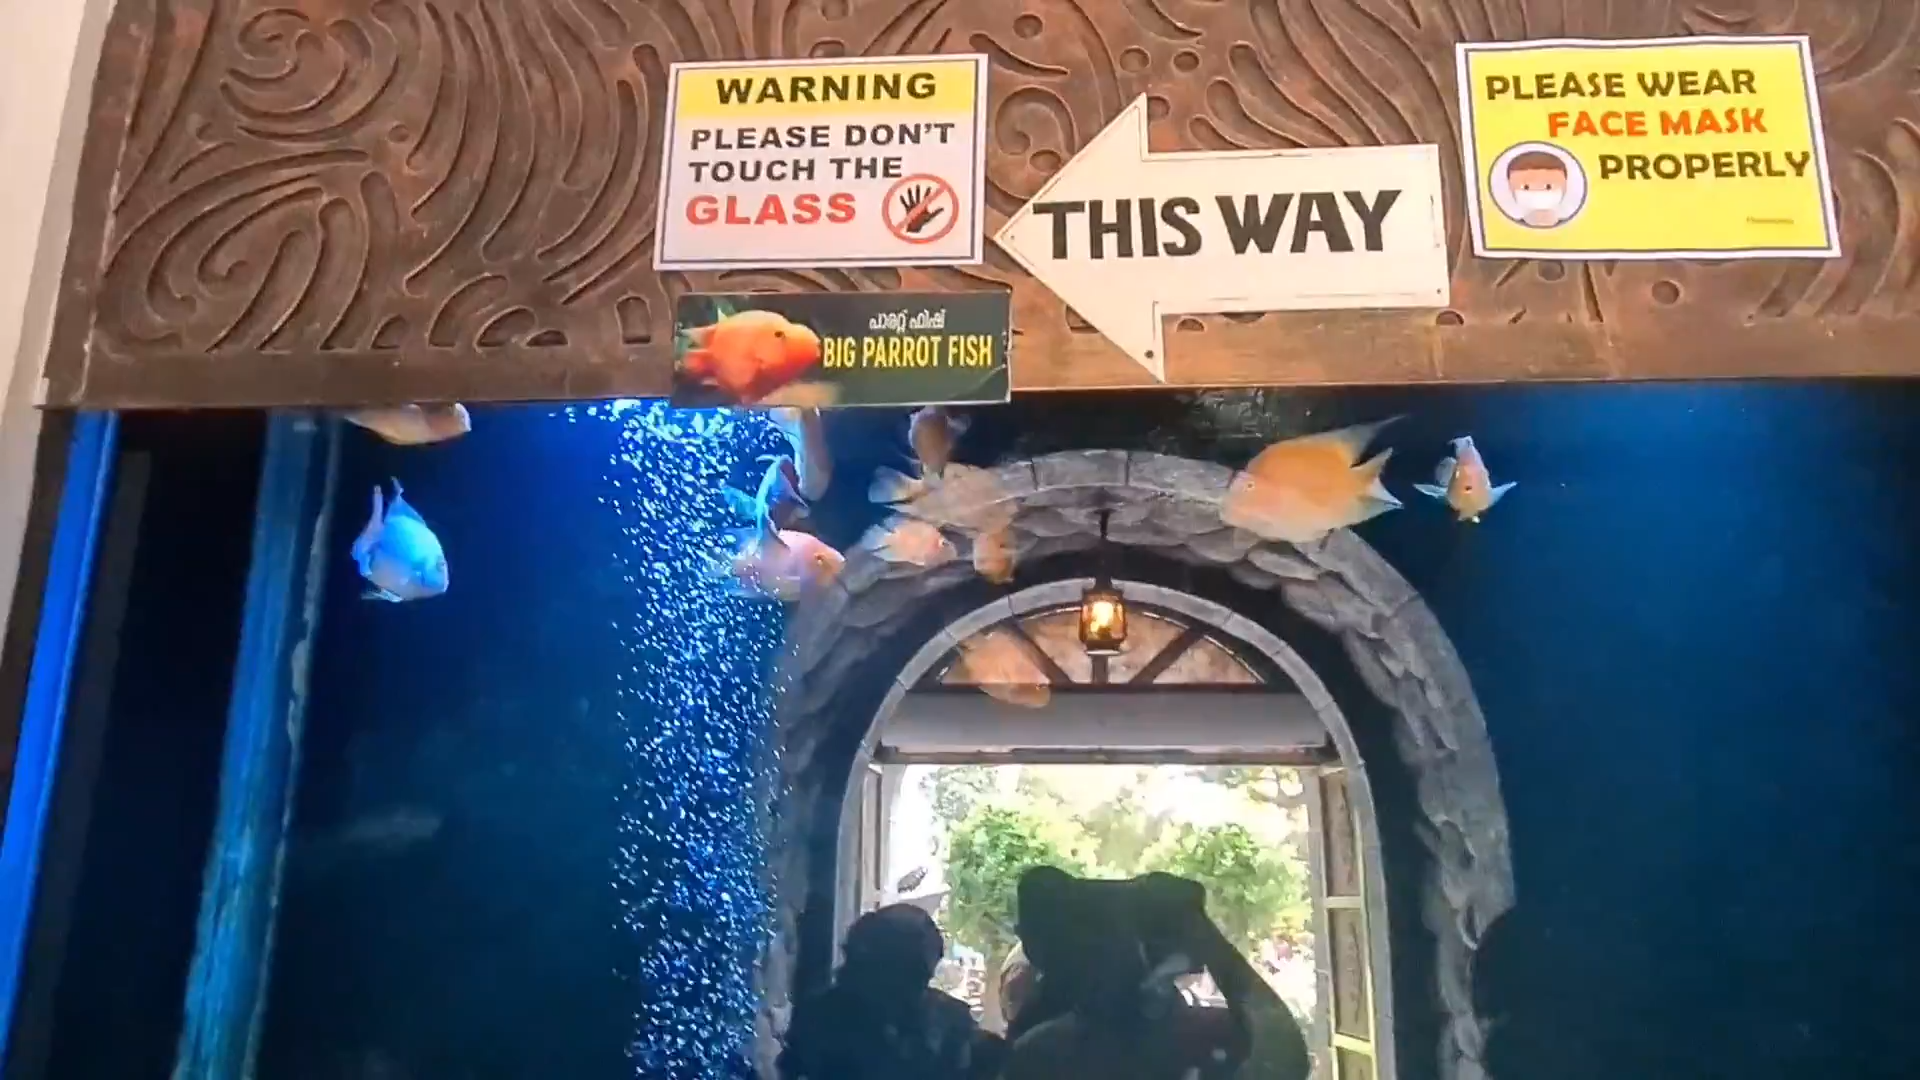 WARNING
PLEASE DON'T
TOUCH THE
GLASS
പാരറ്റ് ഫിഷ്
BIG PARROT FISH
THIS WAY
PLEASE WEAR
FACE MASK
PROPERLY